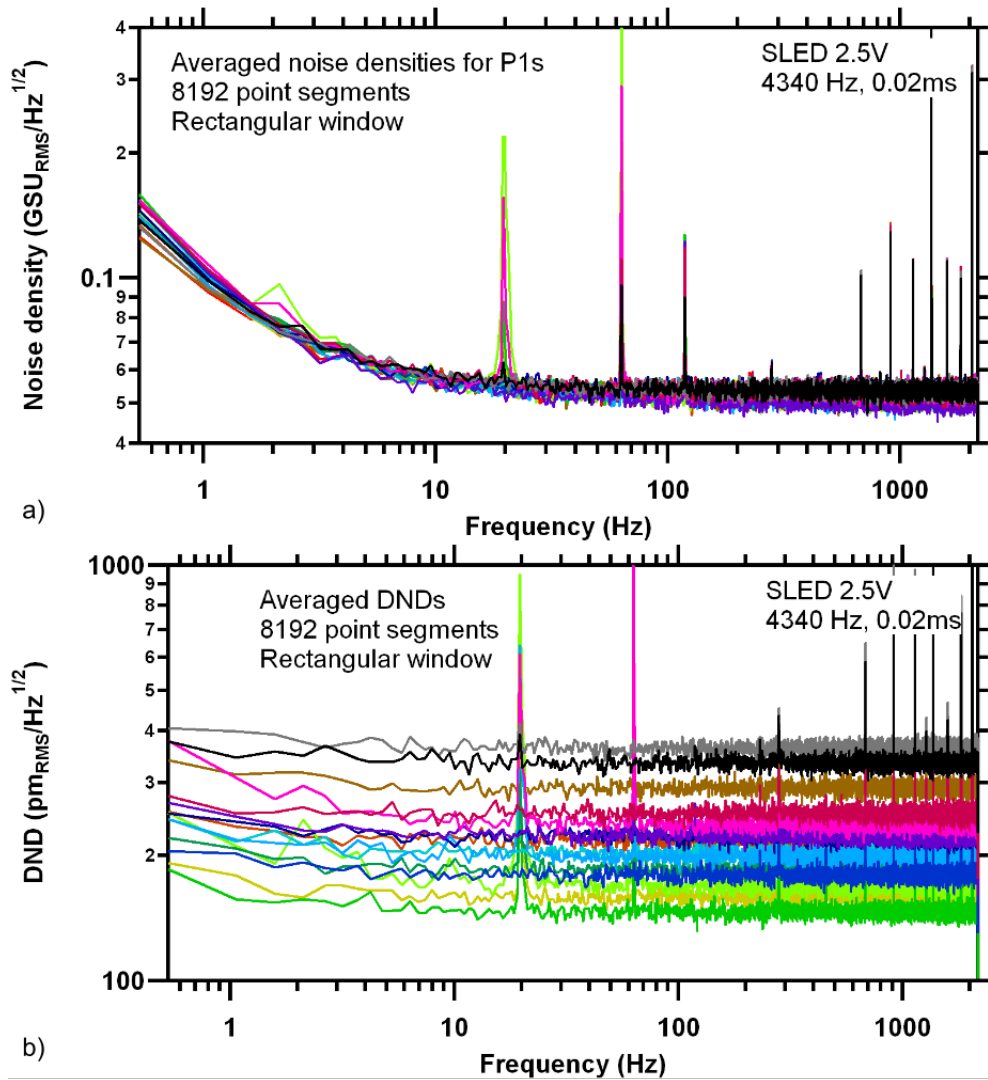 4
3
2
0.1
9
8
7
6
5
4
Noise density (GSU_RMS/Hz^1/2)
Averaged noise densities for P1s
8192 point segments
Rectangular window
SLED 2.5V
4340 Hz, 0.02ms
1
10
100
1000
Frequency (Hz)
a)
1000
9
8
7
6
5
4
3
2
100
DND (pm_RMS/Hz^1/2)
Averaged DNDs
8192 point segments
Rectangular window
SLED 2.5V
4340 Hz, 0.02ms
1
10
100
1000
Frequency (Hz)
b)